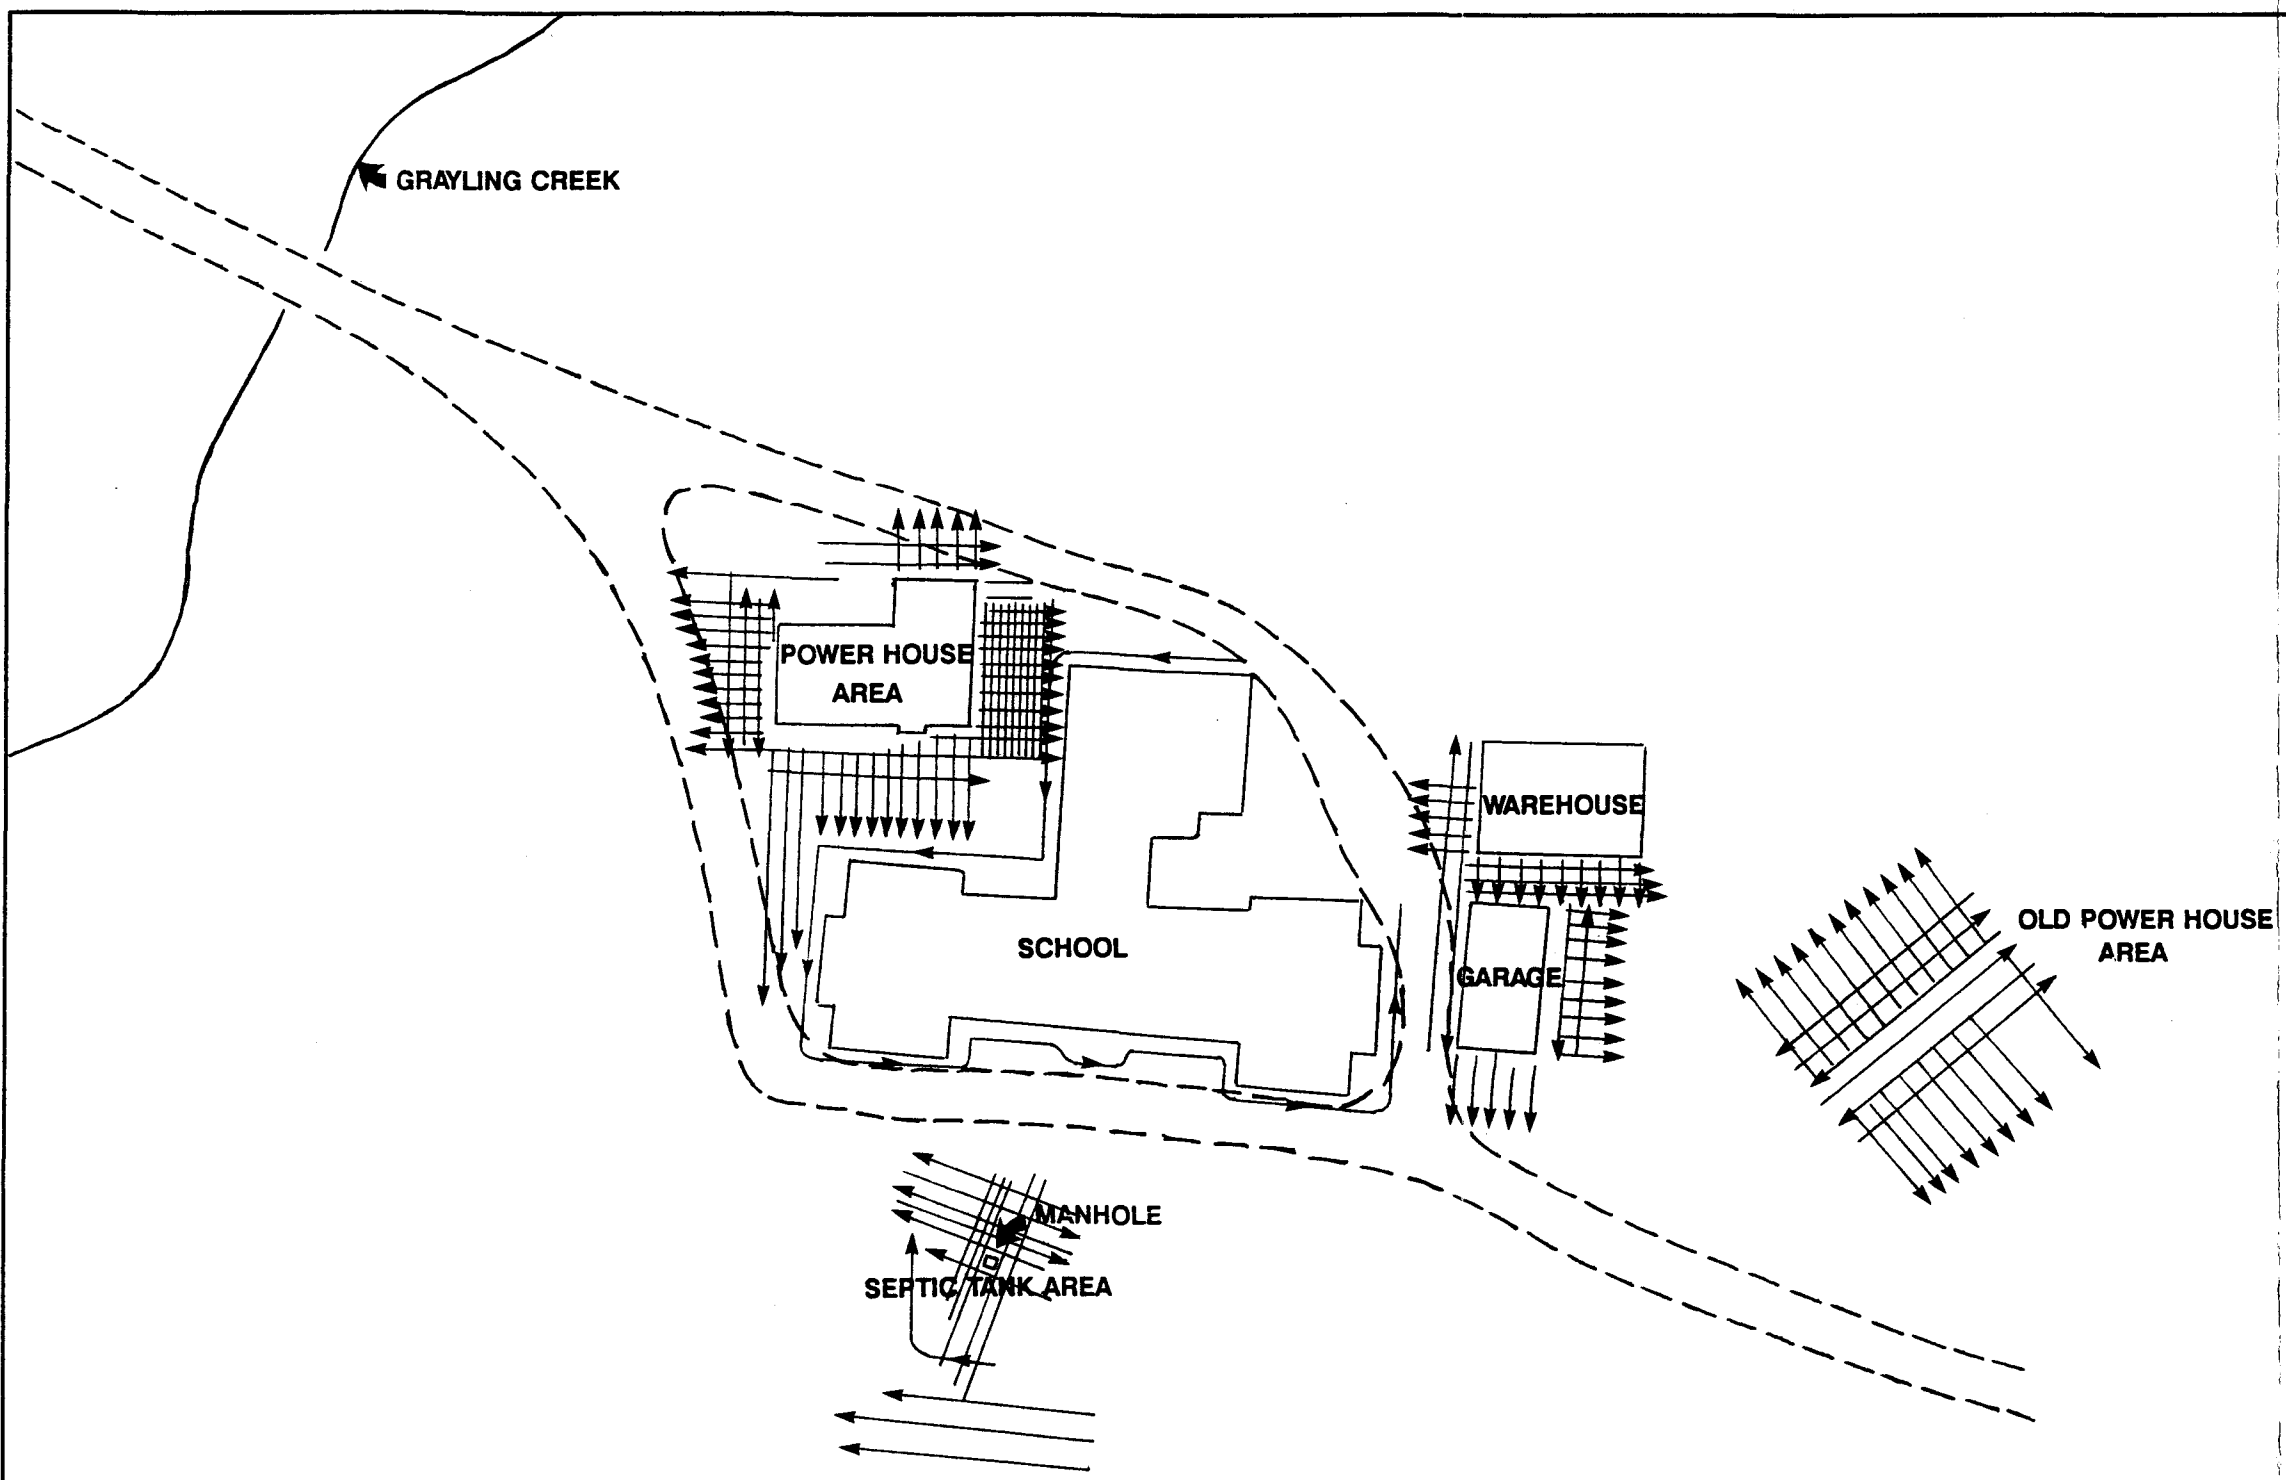 GRAYLING CREEK
POWER HOUSE
AREA
WAREHOUSE
OLD POWER HOUSE
AREA
SCHOOL
GARAGE
MANHOLE
SEPTIC TANK AREA